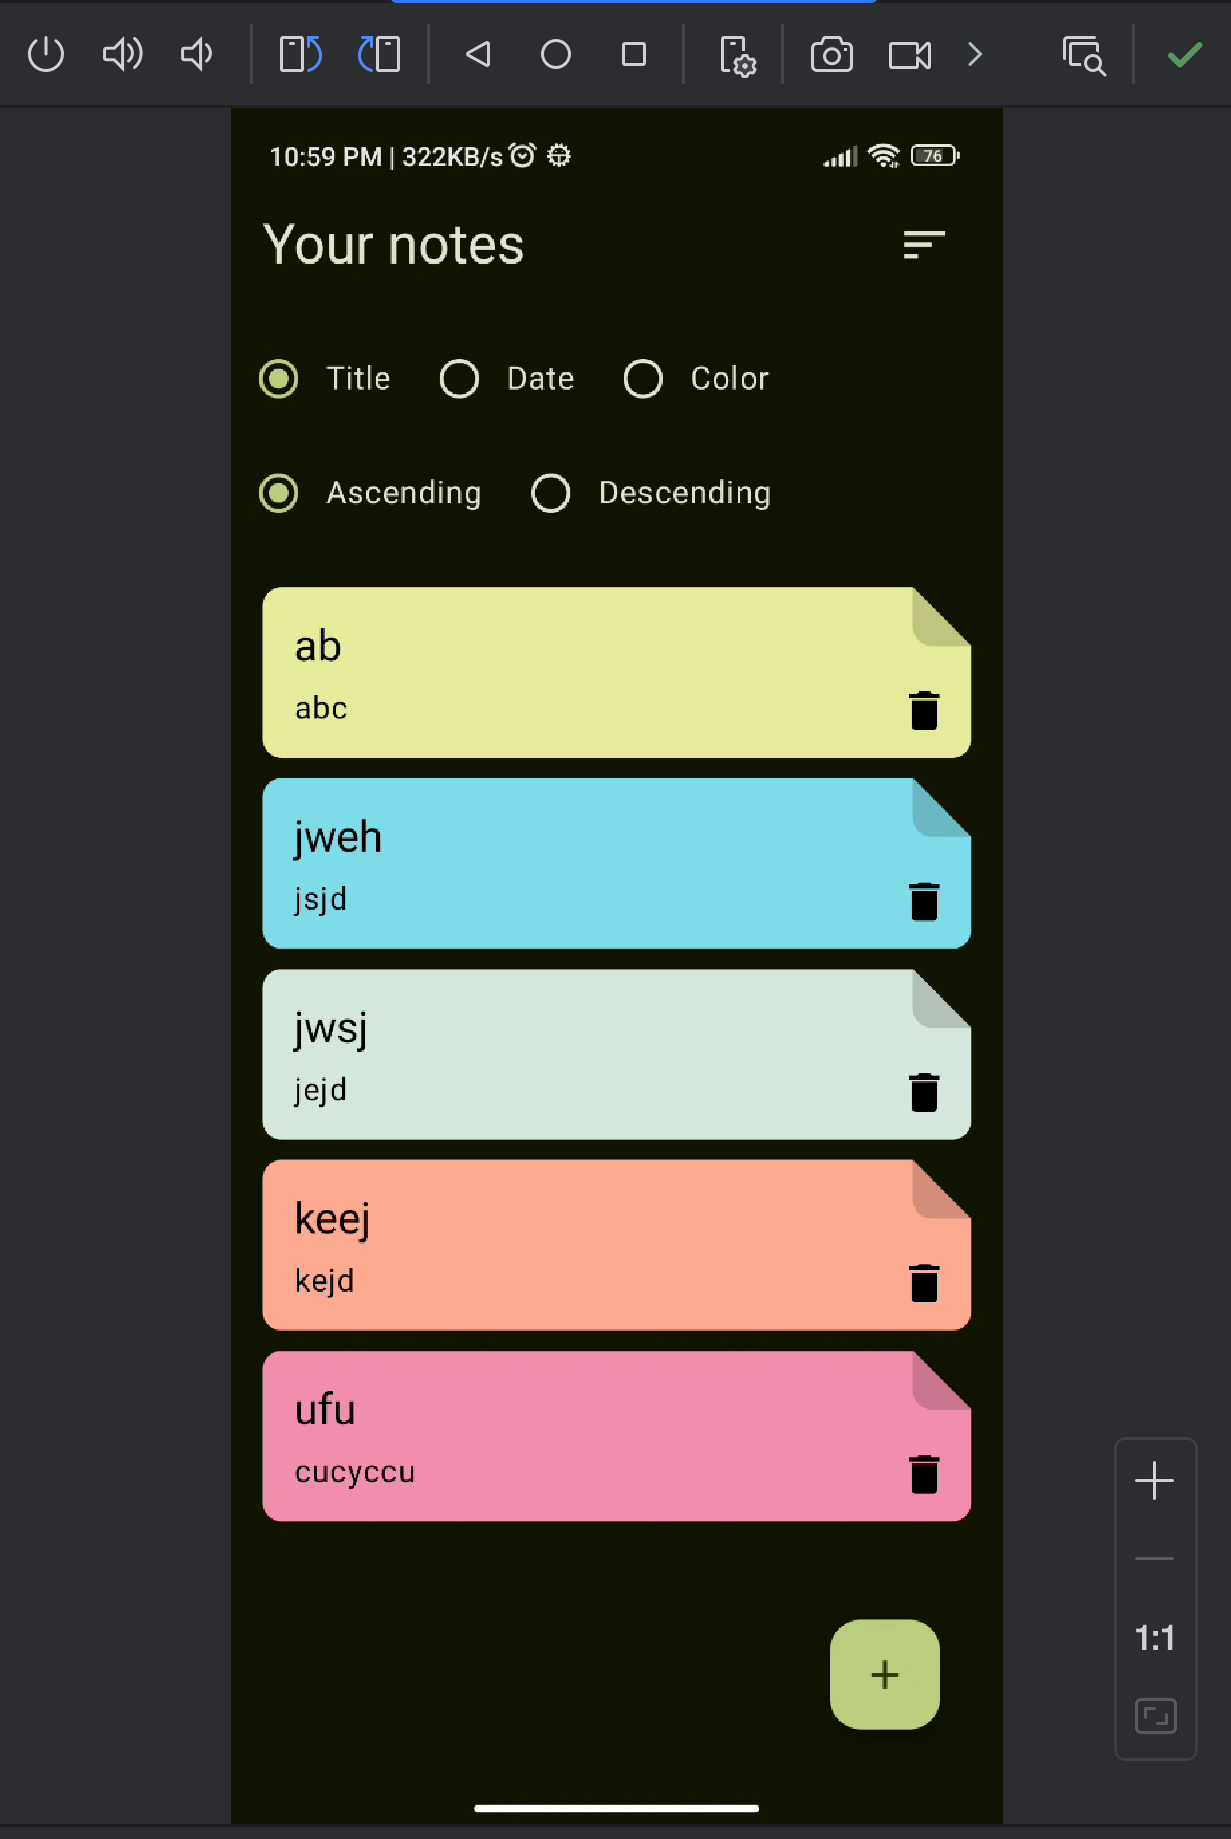 10:59 PM | 322KB/s 76
Your notes
Title Date Color
Ascending Descending
ab
abc
jweh
jsjd
jwsj
jejd
keej
kejd
ufu
cucyccu
1:1